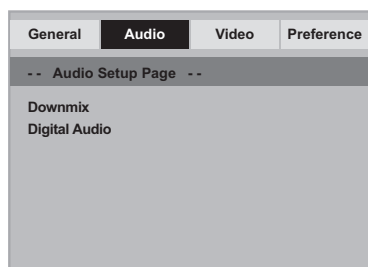 General Audio Video Preference
- - Audio Setup Page - -
Downmix
Digital Audio